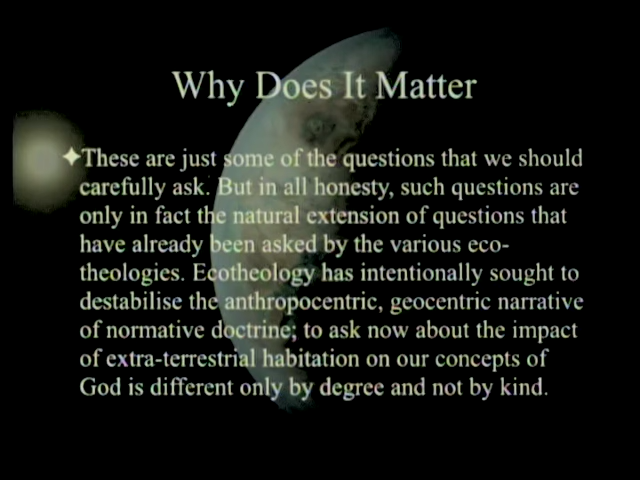 Why Does It Matter
These are just some of the questions that we should
carefully ask. But in all honesty, such questions are
only in fact the natural extension of questions that
have already been asked by the various eco-
theologies. Ecotheology has intentionally sought to
destabilise the anthropocentric, geocentric narrative
of normative doctrine; to ask now about the impact
of extra-terrestrial habitation on our concepts of
God is different only by degree and not by kind.